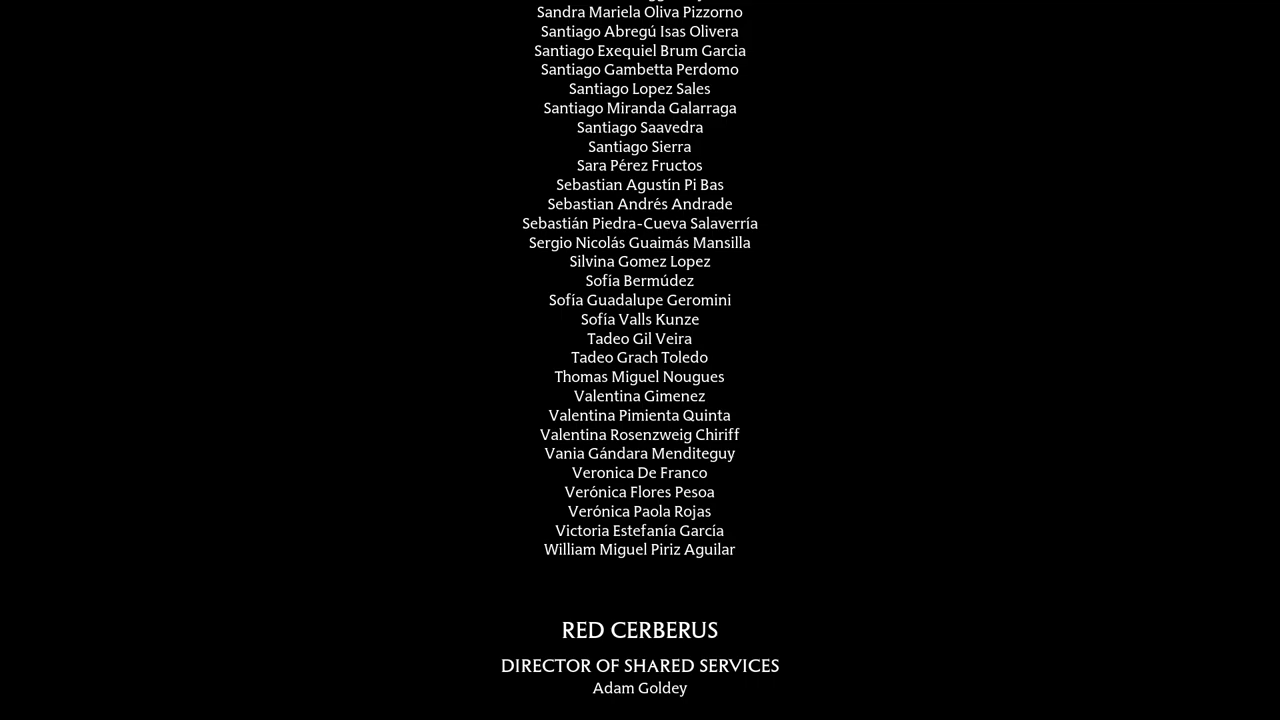 Sandra Mariela Oliva Pizzorno
Santiago Abregú Isas Olivera
Santiago Exequiel Brum Garcia
Santiago Gambetta Perdomo
Santiago Lopez Sales
Santiago Miranda Galarraga
Santiago Saavedra
Santiago Sierra
Sara Pérez Fructos
Sebastian Agustín Pi Bas
Sebastian Andrés Andrade
Sebastián Piedra-Cueva Salaverría
Sergio Nicolás Guaimás Mansilla
Silvina Gomez Lopez
Sofía Bermúdez
Sofía Guadalupe Geromini
Sofía Valls Kunze
Tadeo Gil Veira
Tadeo Grach Toledo
Thomas Miguel Nougues
Valentina Gimenez
Valentina Pimienta Quinta
Valentina Rosenzweig Chiriff
Vania Gándara Menditeguy
Veronica De Franco
Verónica Flores Pesoa
Verónica Paola Rojas
Victoria Estefanía García
William Miguel Piriz Aguilar
RED CERBERUS
DIRECTOR OF SHARED SERVICES
Adam Goldey